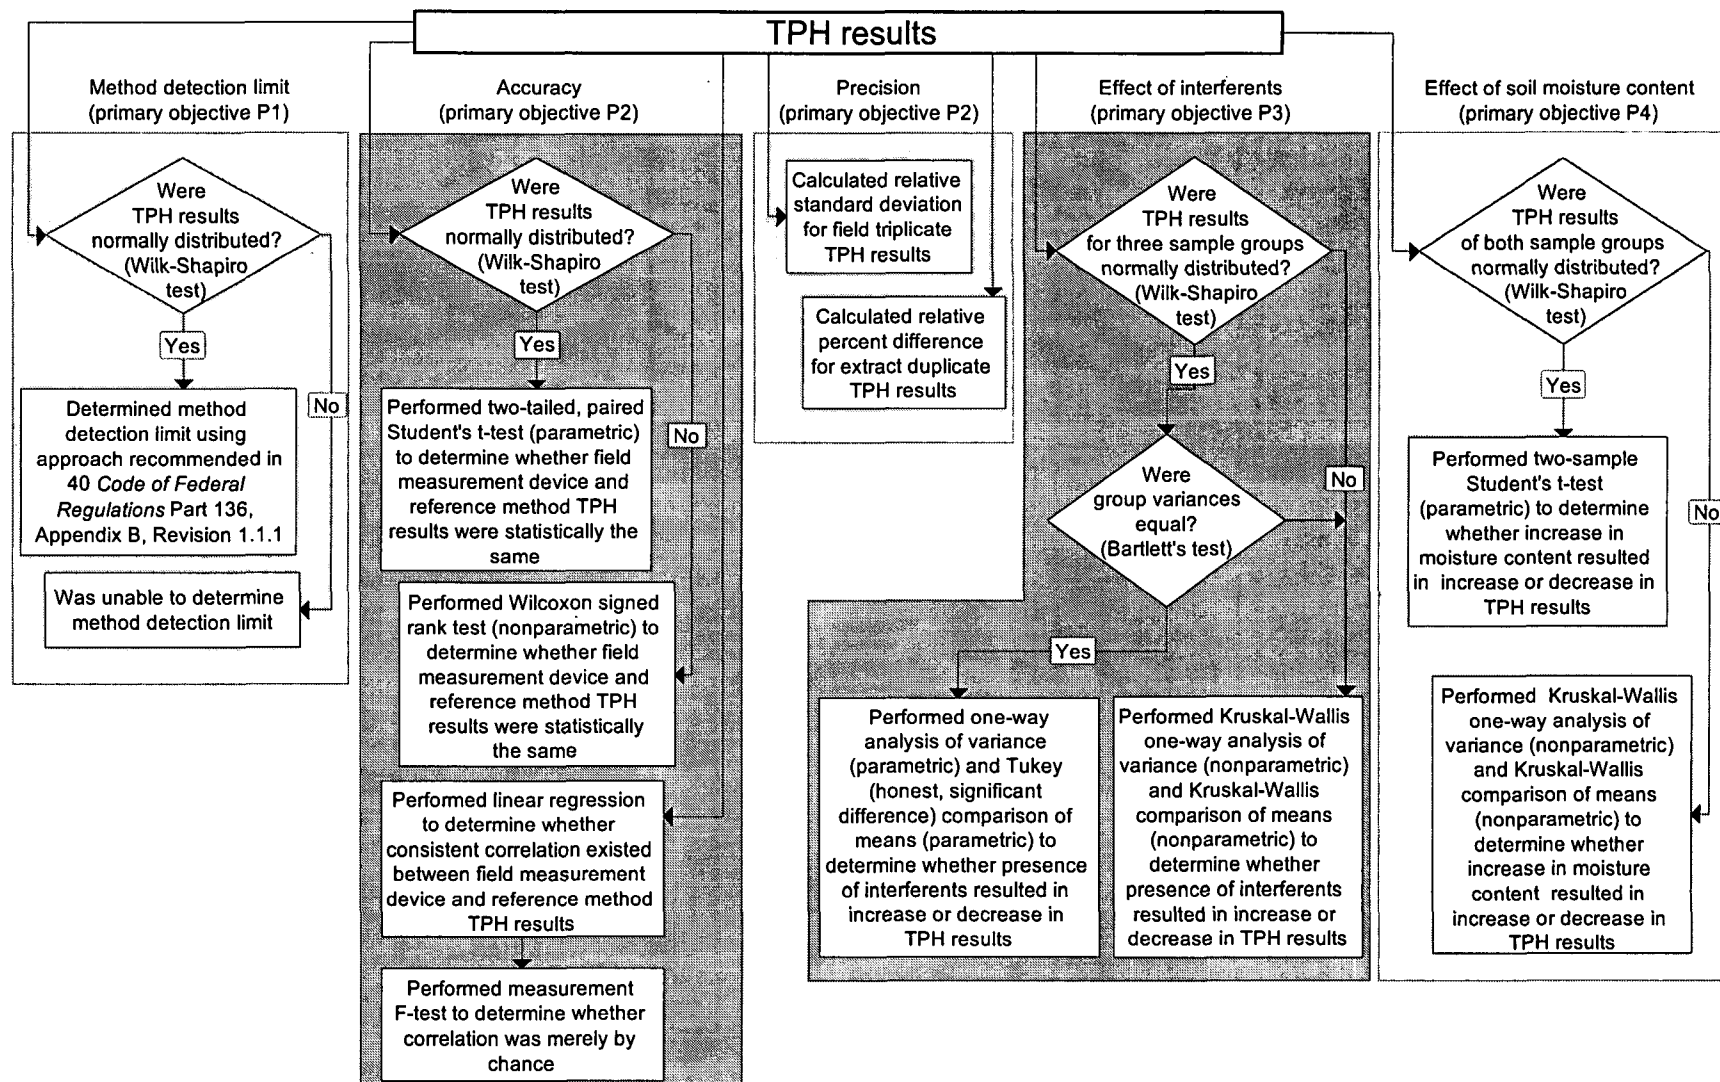 TPH results
Method detection limit
(primary objective P1)
Were
TPH results
normally distributed?
(Wilk-Shapiro
test)
Yes
No
Determined method
detection limit using
approach recommended in
40 Code of Federal
Regulations Part 136,
Appendix B, Revision 1.1.1
Was unable to determine
method detection limit
Accuracy
(primary objective P2)
Were
TPH results
normally distributed?
(Wilk-Shapiro
test)
Yes
No
Performed two-tailed, paired
Student's t-test (parametric)
to determine whether field
measurement device and
reference method TPH
results were statistically the
same
Performed Wilcoxon signed
rank test (nonparametric) to
determine whether field
measurement device and
reference method TPH
results were statistically
the same
Performed linear regression
to determine whether
consistent correlation existed
between field measurement
device and reference method
TPH results
Performed measurement
F-test to determine whether
correlation was merely by
chance
Precision
(primary objective P2)
Calculated relative
standard deviation
for field triplicate
TPH results
Calculated relative
percent difference
for extract duplicate
TPH results
Effect of interferents
(primary objective P3)
Were
TPH results
for three sample groups
normally distributed?
(Wilk-Shapiro
test)
Yes
No
Were
group variances
equal?
(Bartlett's test)
Yes
Performed one-way
analysis of variance
(parametric) and Tukey
(honest, significant
difference) comparison of
means (parametric) to
determine whether presence
of interferents resulted in
increase or decrease in
TPH results
Performed Kruskal-Wallis
one-way analysis of
variance (nonparametric)
and Kruskal-Wallis
comparison of means
(nonparametric) to
determine whether
presence of interferents
resulted in increase or
decrease in TPH results
Effect of soil moisture content
(primary objective P4)
Were
TPH results
of both sample groups
normally distributed?
(Wilk-Shapiro
test)
Yes
No
Performed two-sample
Student's t-test
(parametric) to determine
whether increase in
moisture content resulted
in increase or decrease in
TPH results
Performed Kruskal-Wallis
one-way analysis of
variance (nonparametric)
and Kruskal-Wallis
comparison of means
(nonparametric) to
determine whether
increase in moisture
content resulted in
increase or decrease in
TPH results